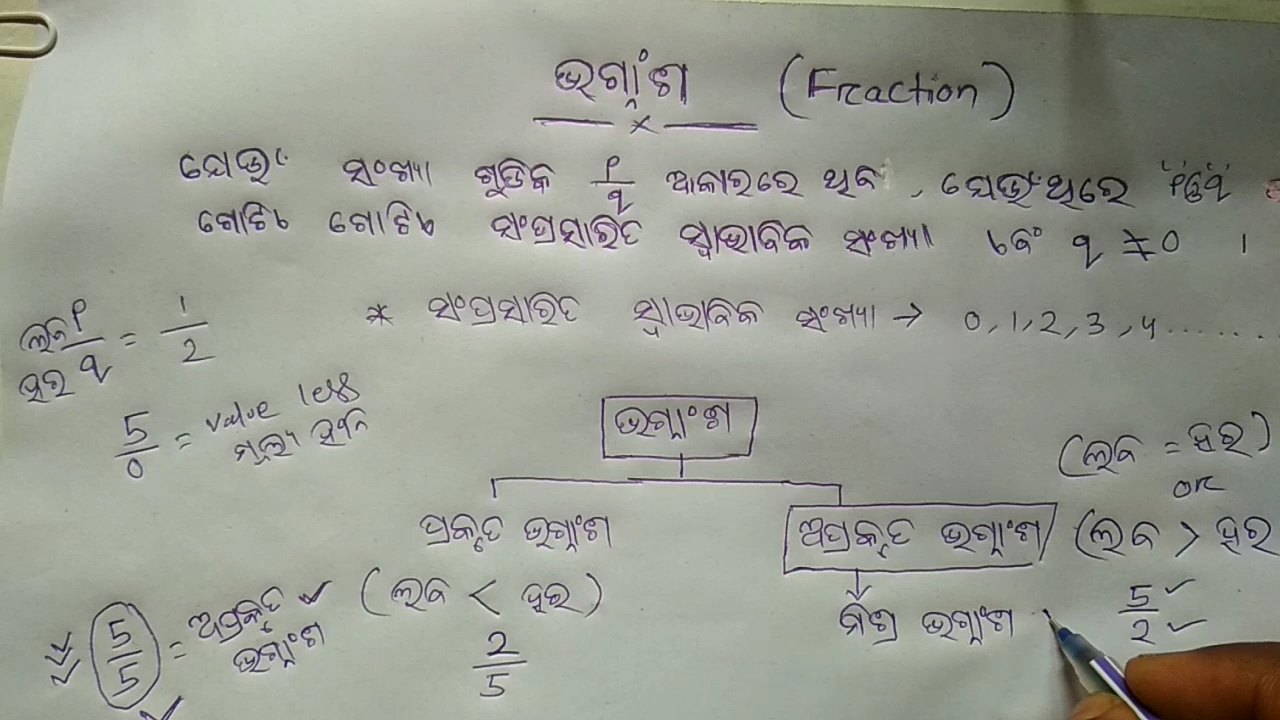 ଭଗ୍ନାଂଶ (Fraction)
ଯେଉଁ ସଂଖ୍ୟା ଗୁଡିକ p/q ଆକାରରେ ଥିବ, ଯେଉଁଥିରେ 'p' ଓ 'q'
ଗୋଟିଏ ଗୋଟିଏ ସଂପ୍ରସାରିତ ସ୍ୱାଭାବିକ ସଂଖ୍ୟା ଏବଂ q ≠ 0 ।
* ସଂପ୍ରସାରିତ ସ୍ୱାଭାବିକ ସଂଖ୍ୟା → 0, 1, 2, 3, 4.......
ଲବ p/ହର q = 1/2
5/0 = value less
ମୂଲ୍ୟ ହୀନ
ଭଗ୍ନାଂଶ
(ଲବ = ହର)
or
ପ୍ରକୃତ ଭଗ୍ନାଂଶ
ଅପ୍ରକୃତ ଭଗ୍ନାଂଶ (ଲବ > ହର
(ଲବ < ହର)
2/5
ମିଶ୍ର ଭଗ୍ନାଂଶ
5/2
5/5 = ଅପ୍ରକୃତ
ଭଗ୍ନାଂଶ